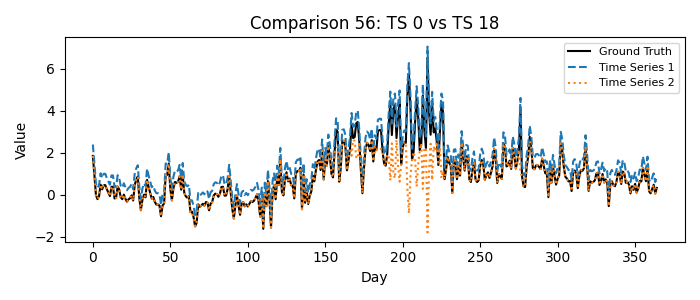 Comparison 56: TS 0 vs TS 18
Ground Truth
Time Series 1
Time Series 2
Value
6
4
2
0
−2
0
50
100
150
200
250
300
350
Day